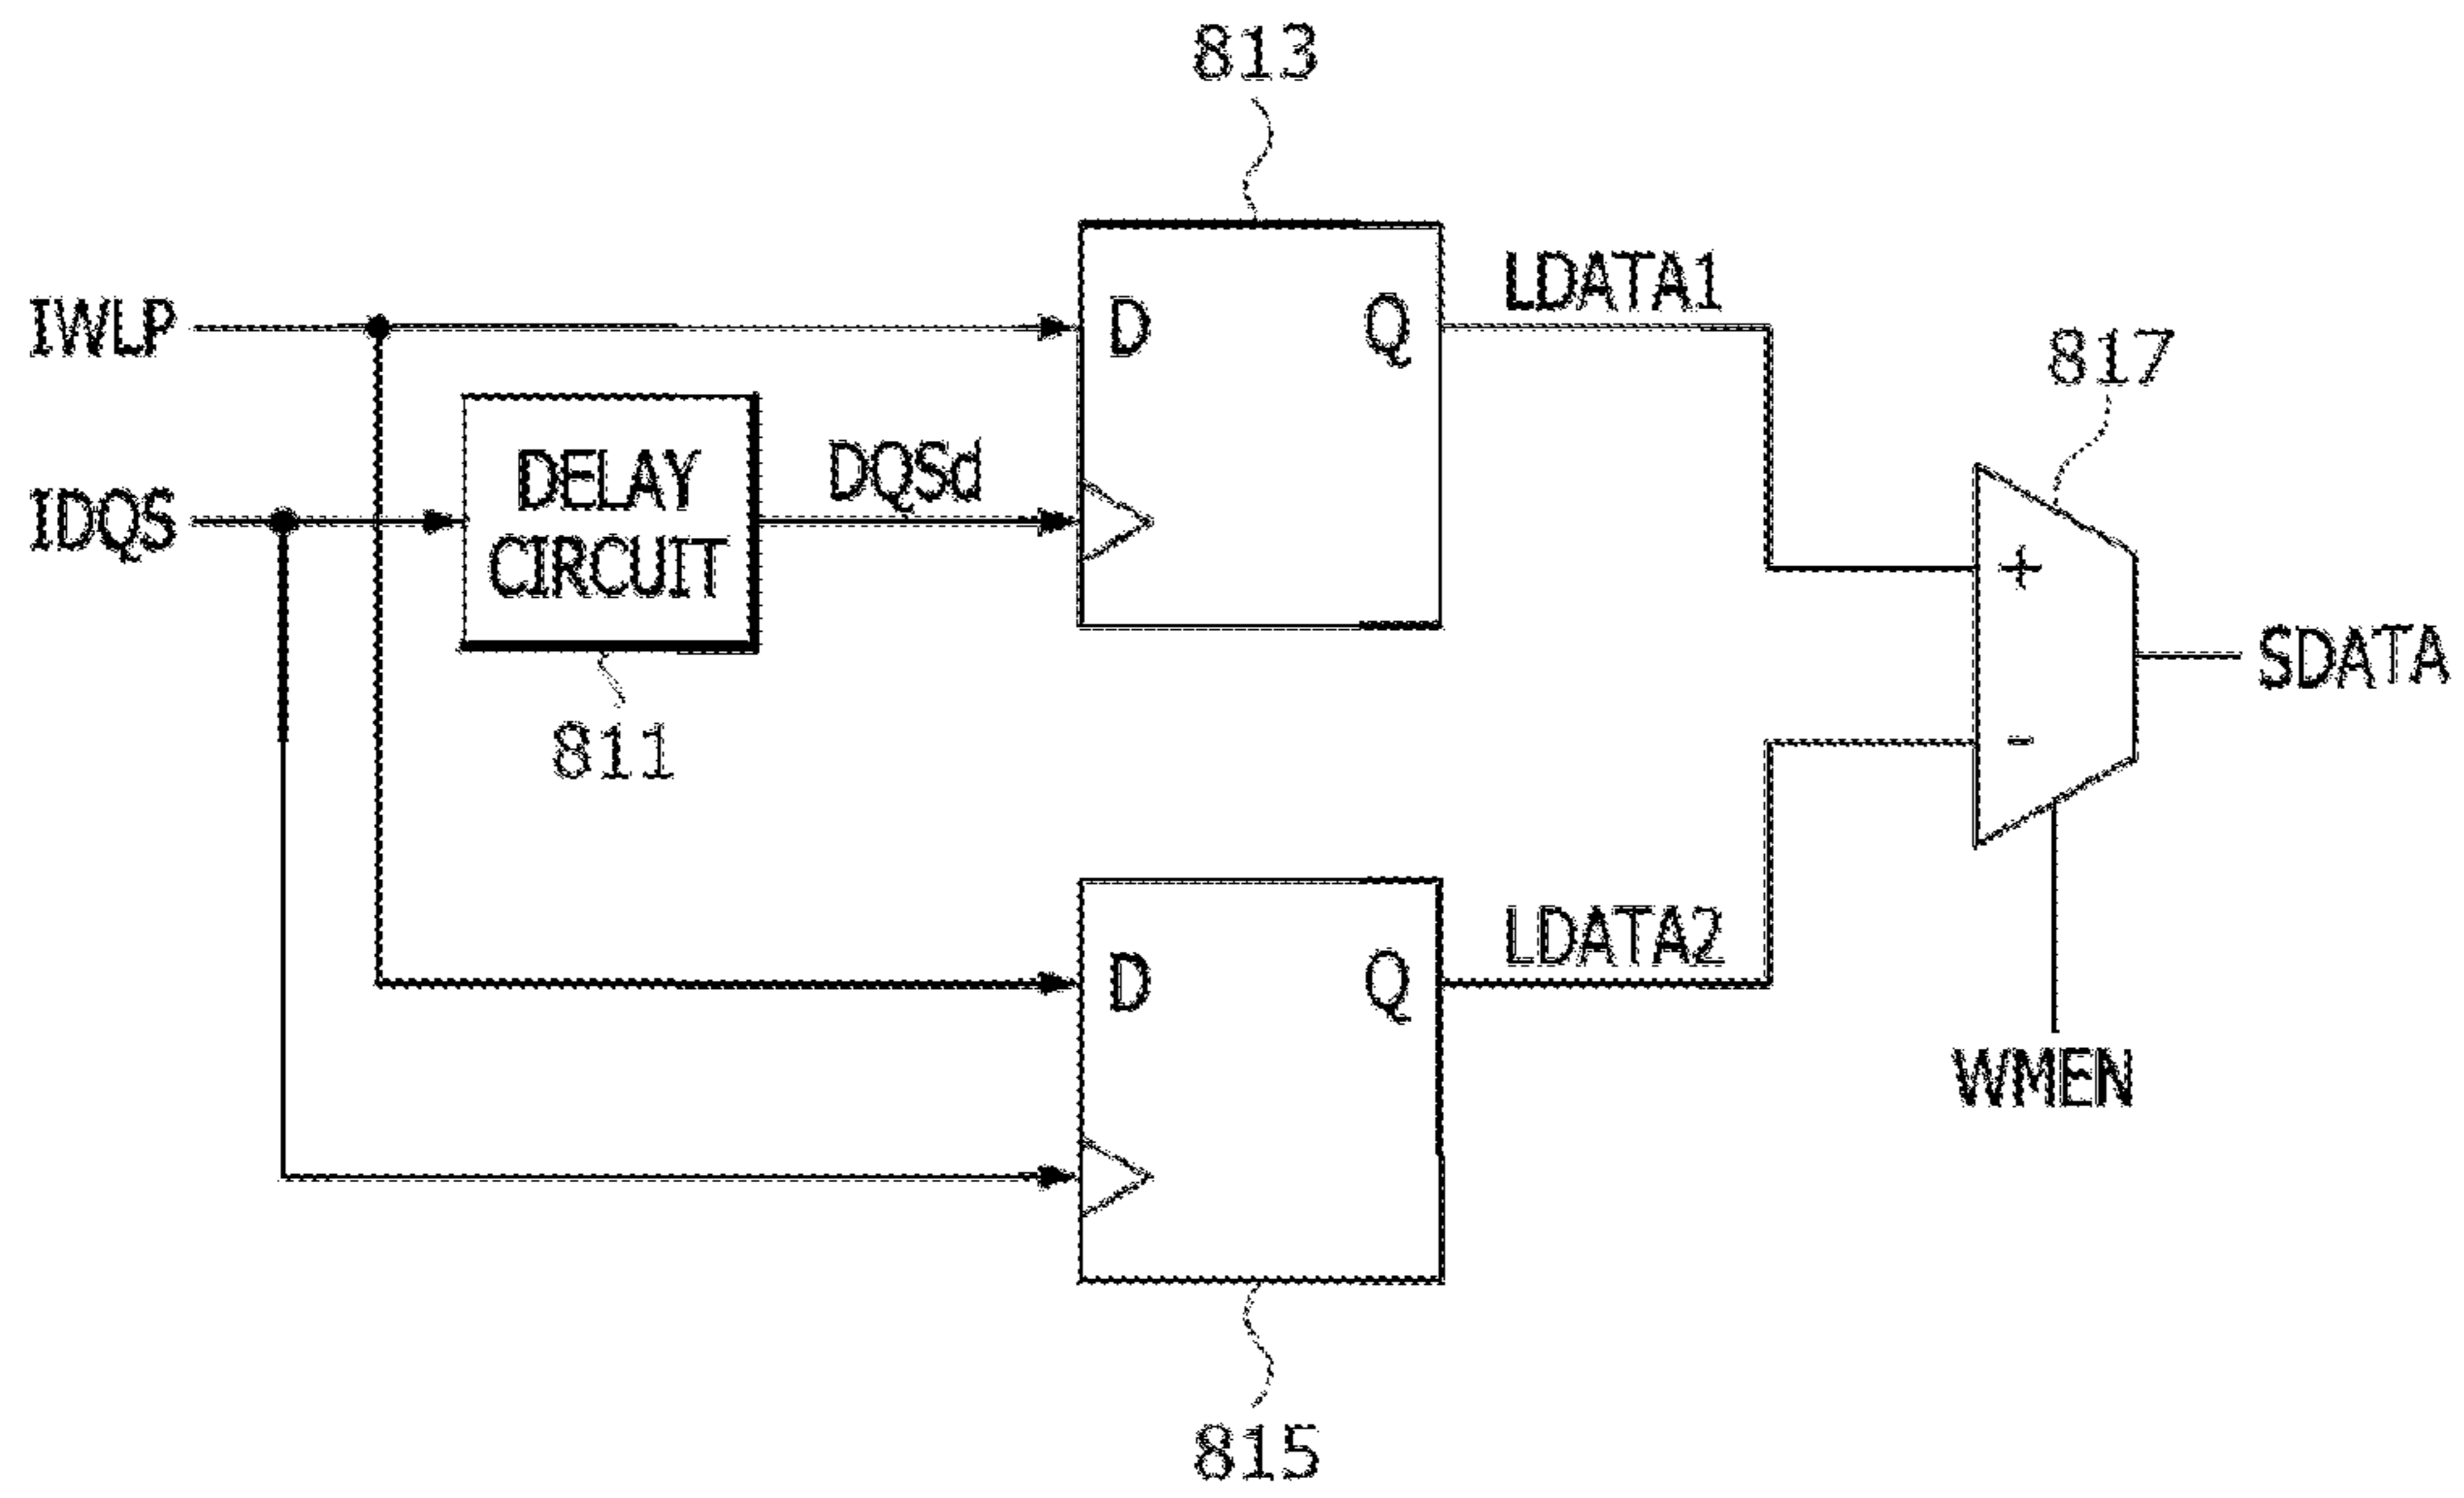 813
IWLP
D
Q
LDATA1
817
IDQS
DELAY
CIRCUIT
DQSd
+
SDATA
811
-
D
Q
LDATA2
WMEN
815